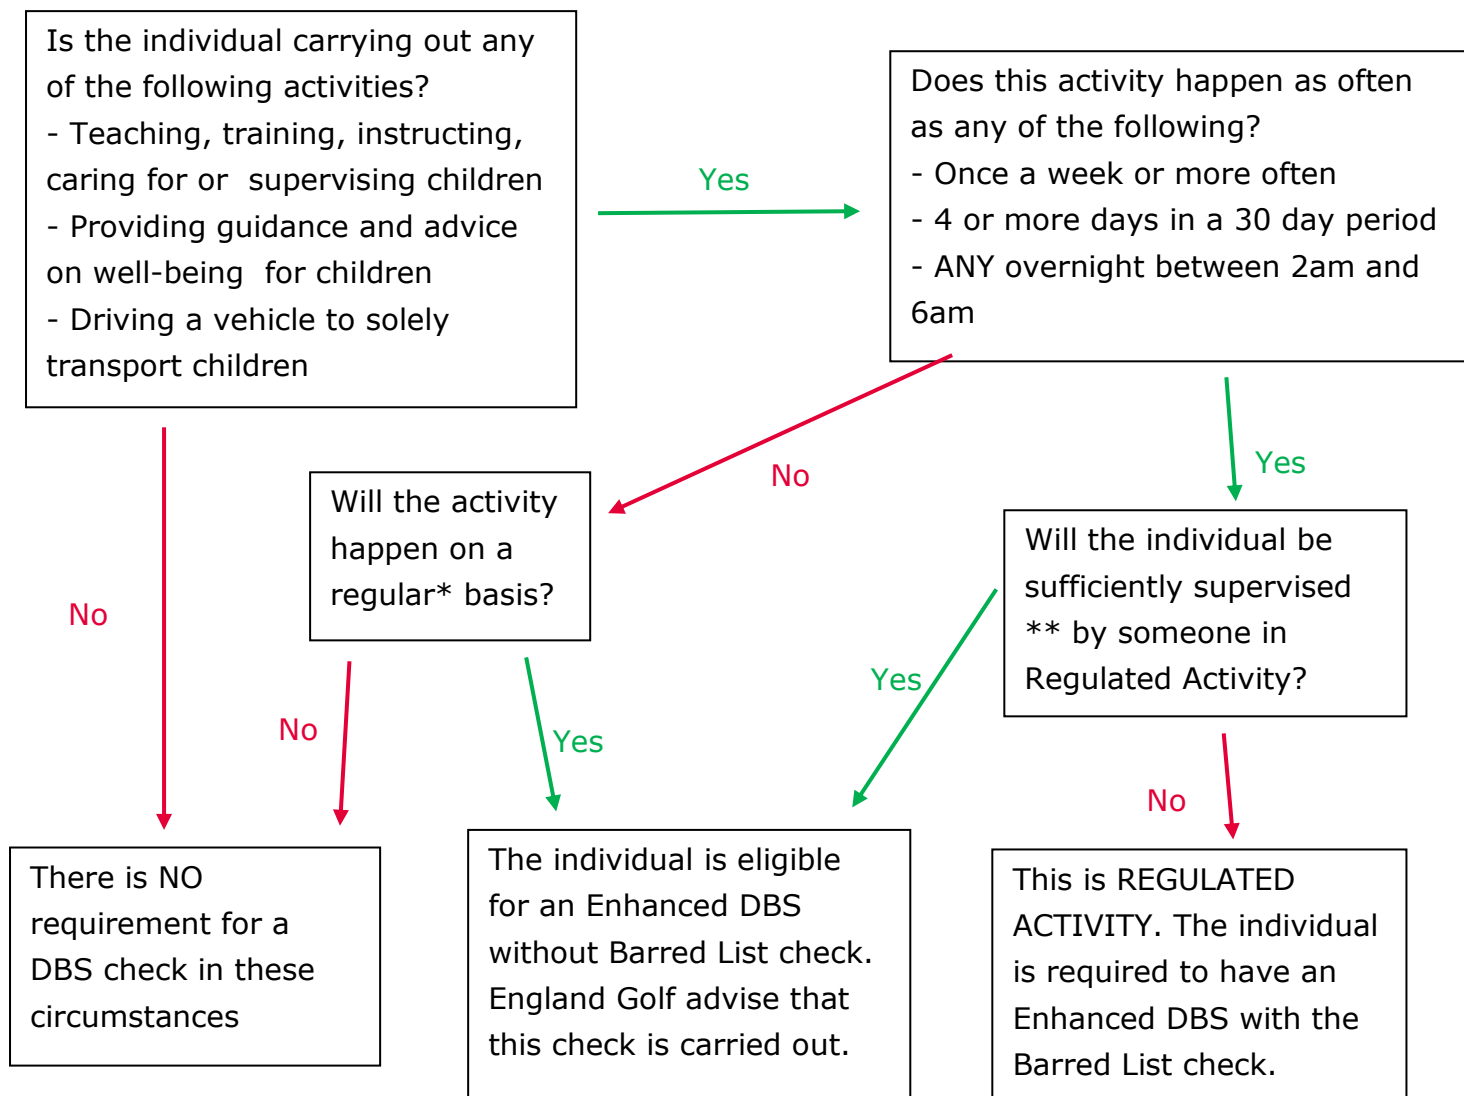 Is the individual carrying out any
of the following activities?
- Teaching, training, instructing,
caring for or  supervising children
- Providing guidance and advice
on well-being  for children
- Driving a vehicle to solely
transport children
Yes
Does this activity happen as often
as any of the following?
- Once a week or more often
- 4 or more days in a 30 day period
- ANY overnight between 2am and
6am
No
Yes
Will the activity
happen on a
regular* basis?
Will the individual be
sufficiently supervised
** by someone in
Regulated Activity?
No
No
Yes
Yes
No
There is NO
requirement for a
DBS check in these
circumstances
The individual is eligible
for an Enhanced DBS
without Barred List check.
England Golf advise that
this check is carried out.
This is REGULATED
ACTIVITY. The individual
is required to have an
Enhanced DBS with the
Barred List check.